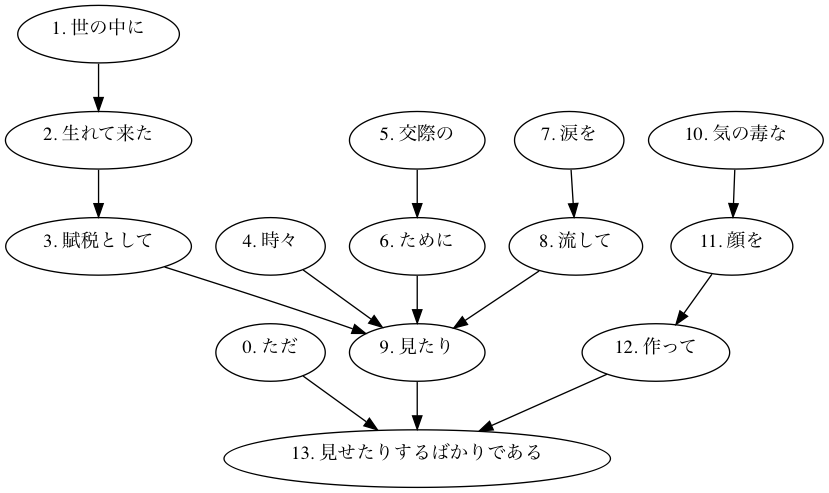 1. 世の中に
2. 生れて来た
5. 交際の
7. 涙を
10. 気の毒な
3. 賦税として
4. 時々
6. ために
8. 流して
11. 顔を
0. ただ
9. 見たり
12. 作って
13. 見せたりするばかりである